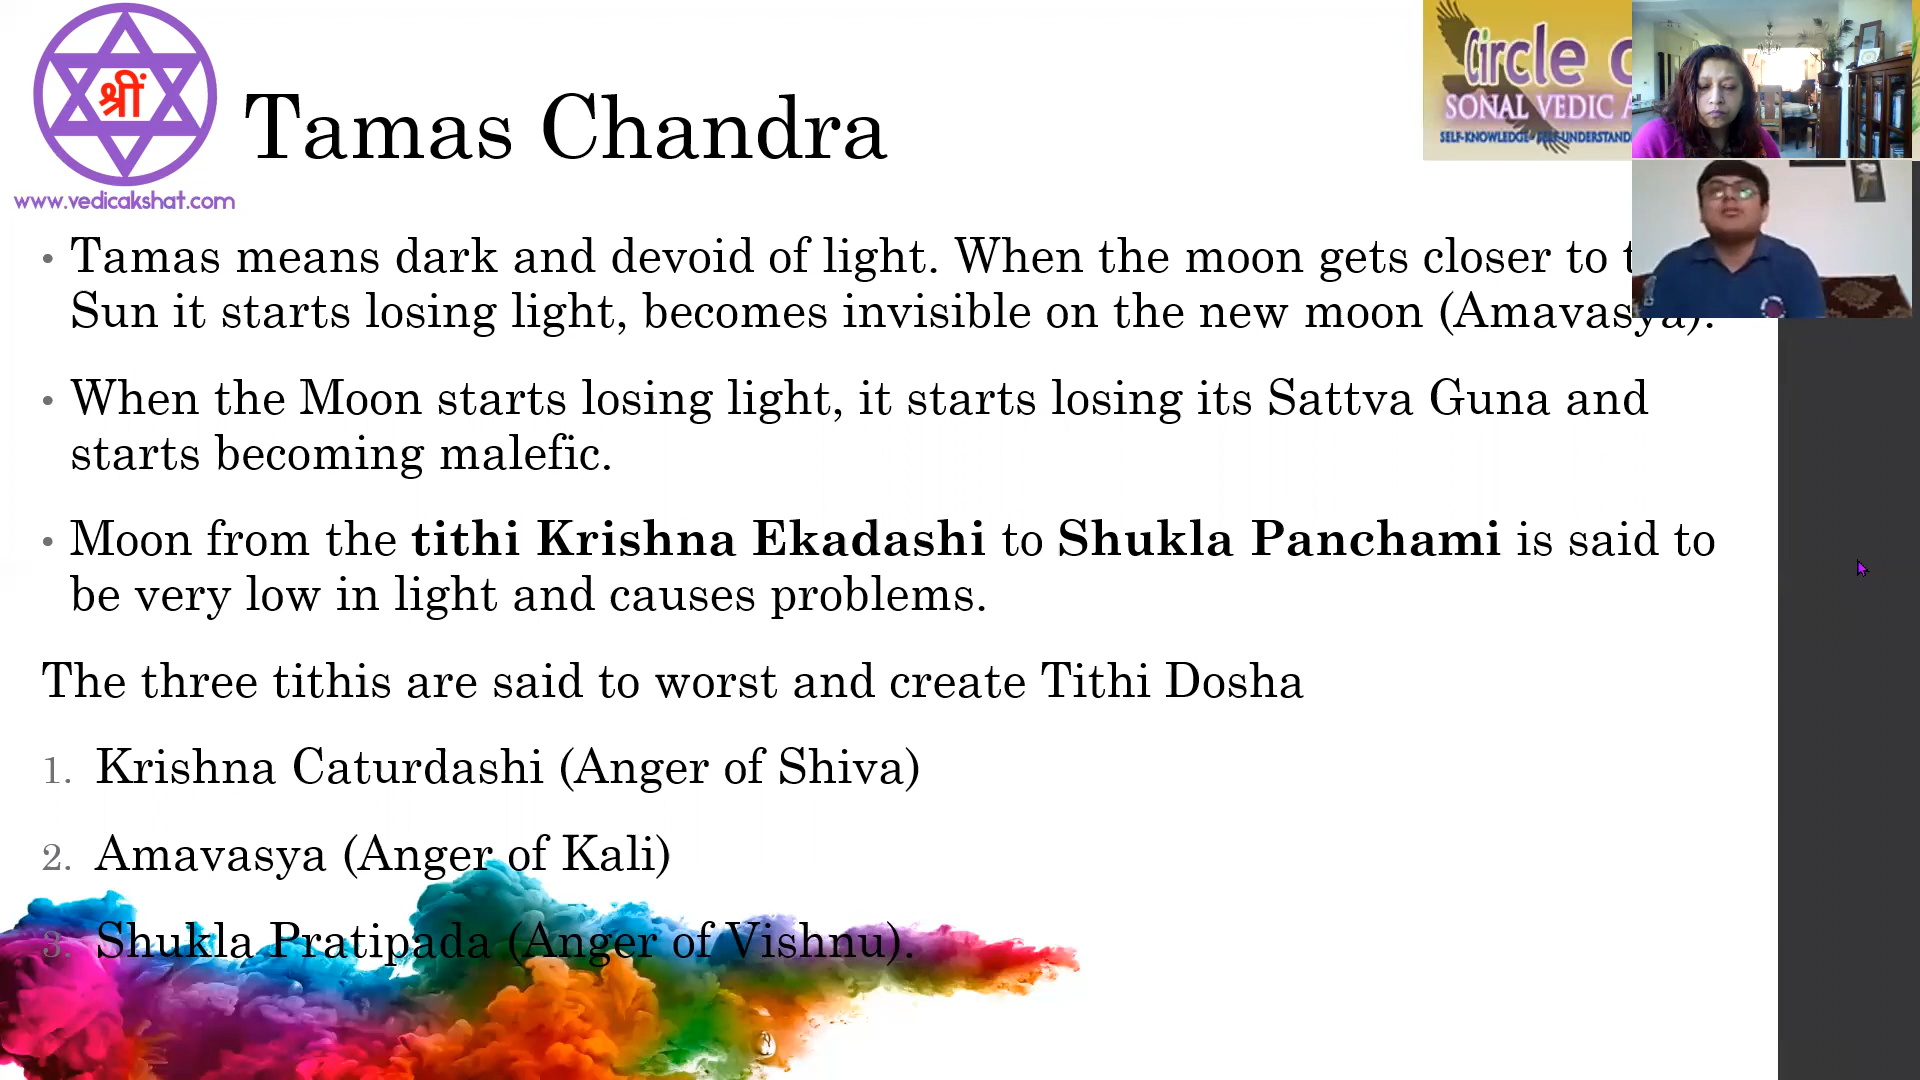 श्रीं
www.vedicakshat.com
Tamas Chandra
Circle
SONAL VEDIC
SELF-KNOWLEDGE SELF-UNDERSTAND
• Tamas means dark and devoid of light. When the moon gets closer to
Sun it starts losing light, becomes invisible on the new moon (Amavasya).
• When the Moon starts losing light, it starts losing its Sattva Guna and
starts becoming malefic.
• Moon from the tithi Krishna Ekadashi to Shukla Panchami is said to
be very low in light and causes problems.
The three tithis are said to worst and create Tithi Dosha
1. Krishna Caturdashi (Anger of Shiva)
2. Amavasya (Anger of Kali)
3. Shukla Pratipada (Anger of Vishnu).